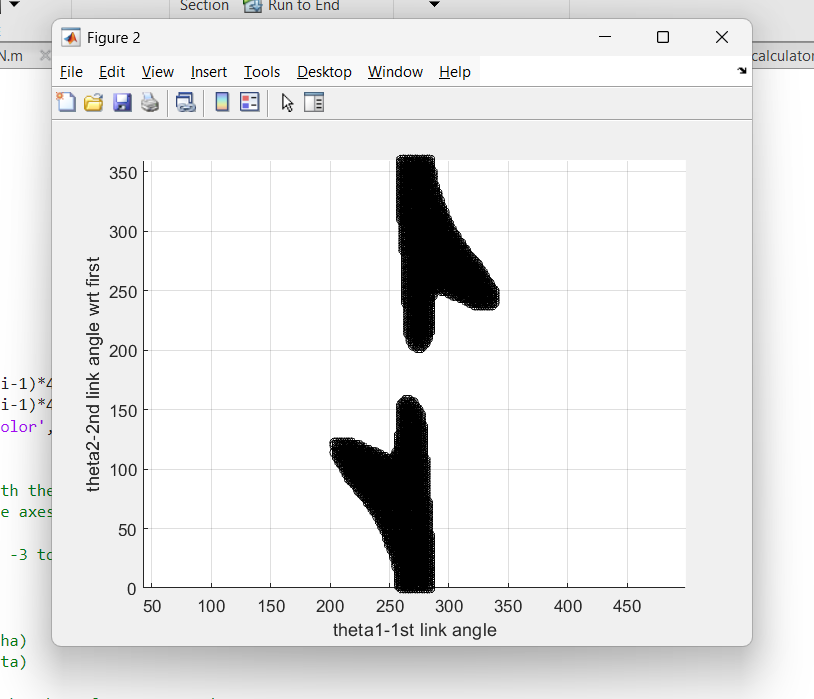 Section Run to End
N.m
calculator
Figure 2
File Edit View Insert Tools Desktop Window Help
350
300
250
200
150
100
50
0
theta2-2nd link angle wrt first
50 100 150 200 250 300 350 400 450
theta1-1st link angle
i-1)*4
i-1)*4
olor',
th the
e axes
-3 to
ha)
ta)